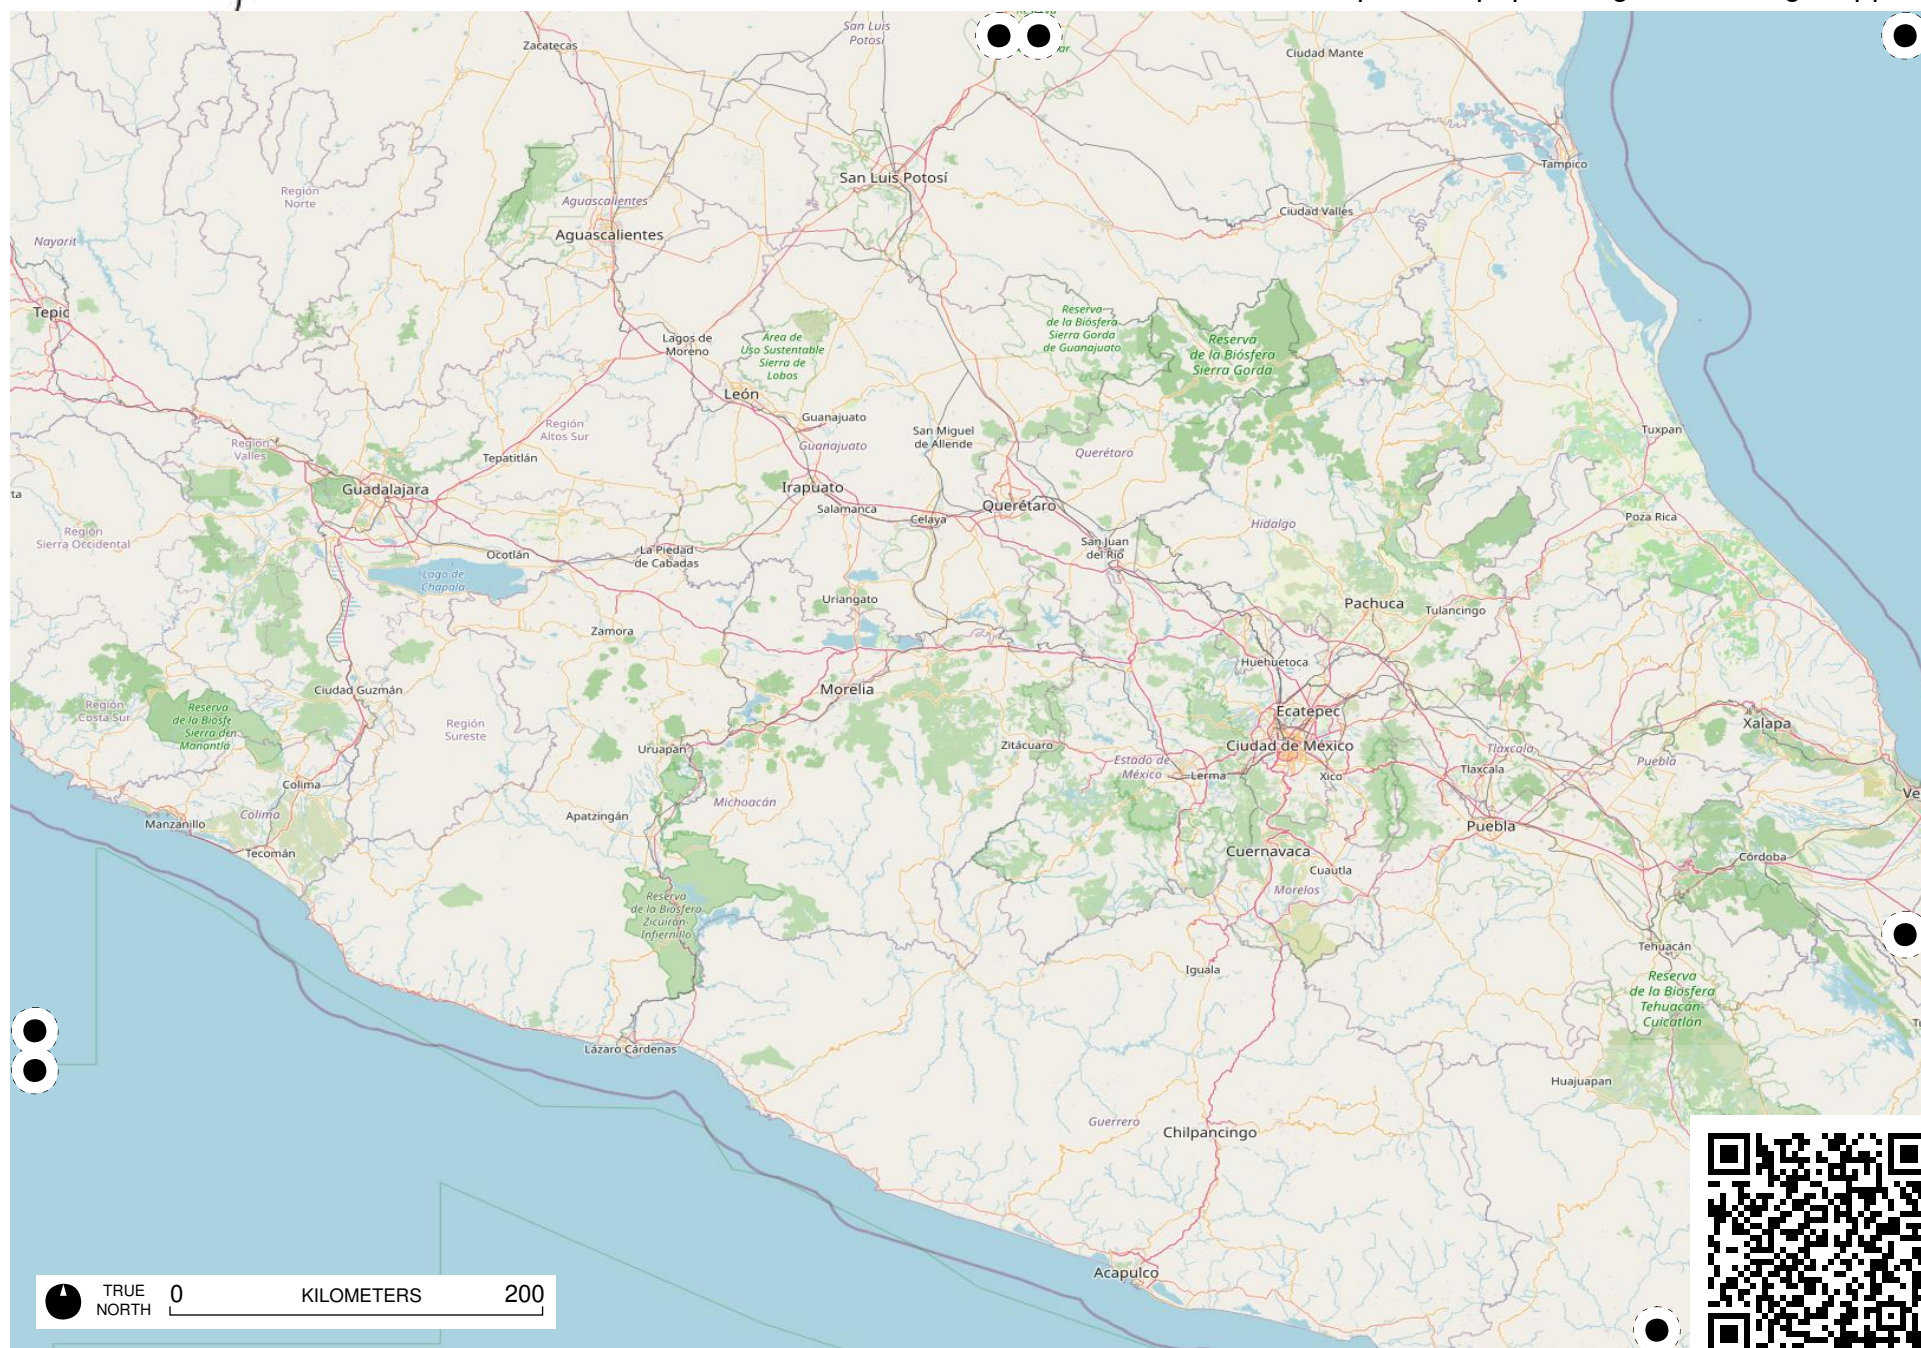 San Luis
Potosí
Zacatecas
Ciudad Mante
Tampico
San Luis Potosí
Región
Norte
Aguascalientes
Aguascalientes
Ciudad Valles
Nayarit
Tepic
Reserva
de la Biósfera
Sierra Gorda
de Guanajuato
Reserva
de la Biósfera
Sierra Gorda
Lagos de
Moreno
Área de
Uso Sustentable
Sierra de
Lobos
León
Guanajuato
Guanajuato
Región
Altos Sur
San Miguel
de Allende
Tuxpan
Región
Valles
Tepatitlán
Querétaro
Guadalajara
Irapuato
Salamanca
Querétaro
Celaya
Poza Rica
Hidalgo
Región
Sierra Occidental
Ocotlán
La Piedad
de Cabadas
San Juan
del Río
Lago de
Chapala
Uriangato
Pachuca
Tulancingo
Zamora
Huehuetoca
Ciudad Guzmán
Morelia
Región
Costa Sur
Reserva
de la Biosfe
Sierra de
Manantla
Región
Sureste
Ecatepec
Xalapa
Uruapan
Zitácuaro
Ciudad de México
Tlaxcala
Puebla
Estado de
México
Lerma
Xico
Tlaxcala
Colima
Michoacán
Ve
Manzanillo
Colima
Apatzingán
Puebla
Tecomán
Cuernavaca
Córdoba
Cuautla
Morelos
Reserva
de la Biosfera
Zicuirán-
Infiernillo
Tehuacán
Iguala
Reserva
de la Biosfera
Tehuacán-
Cuicatlán
Lázaro Cárdenas
Huajuapan
Guerrero
Chilpancingo
Acapulco
TRUE
NORTH
0 KILOMETERS 200